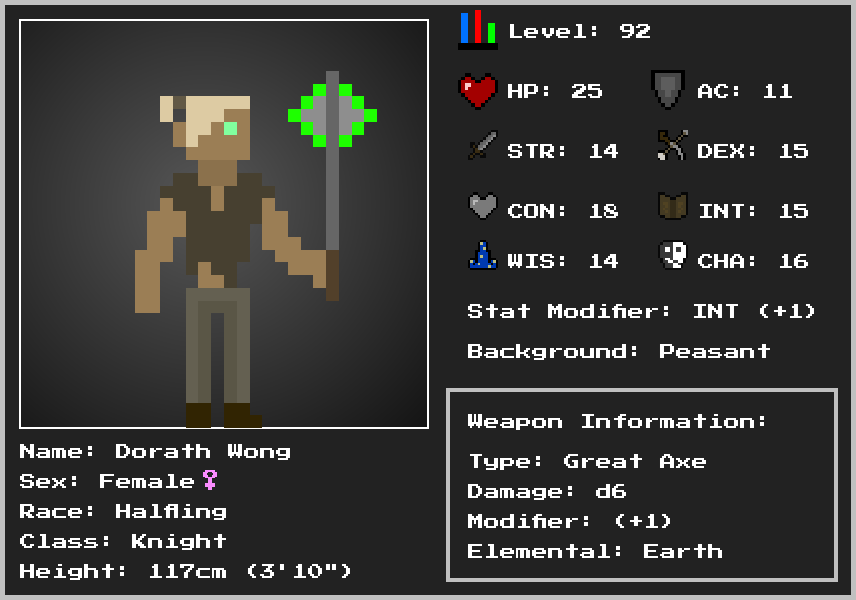 Level: 92
HP: 25 AC: 11
STR: 14 DEX: 15
CON: 18 INT: 15
WIS: 14 CHA: 16
Stat Modifier: INT (+1)
Background: Peasant
Weapon Information:
Type: Great Axe
Damage: d6
Modifier: (+1)
Elemental: Earth
Name: Dorath Wong
Sex: Female ♀
Race: Halfling
Class: Knight
Height: 117cm (3'10")